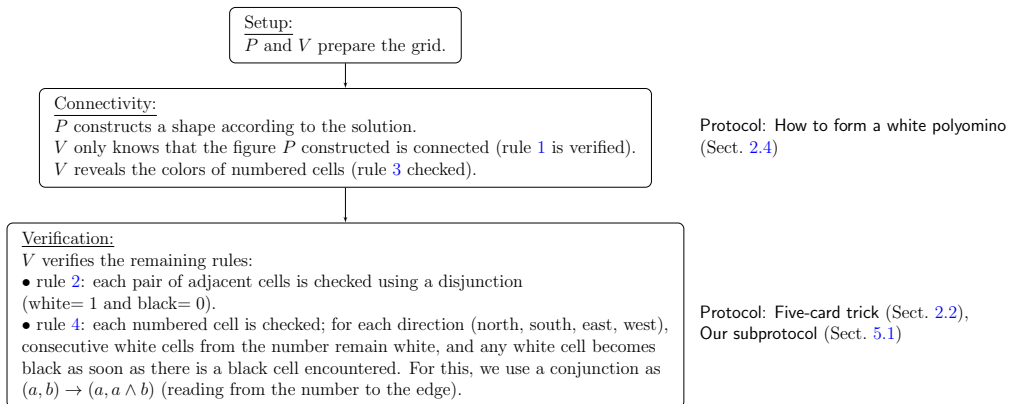 Setup:
P and V prepare the grid.
Connectivity:
P constructs a shape according to the solution.
V only knows that the figure P constructed is connected (rule 1 is verified).
V reveals the colors of numbered cells (rule 3 checked).
Protocol: How to form a white polyomino
(Sect. 2.4)
Verification:
V verifies the remaining rules:
• rule 2: each pair of adjacent cells is checked using a disjunction
(white= 1 and black= 0).
• rule 4: each numbered cell is checked; for each direction (north, south, east, west),
consecutive white cells from the number remain white, and any white cell becomes
black as soon as there is a black cell encountered. For this, we use a conjunction as
(a, b) → (a, a ∧ b) (reading from the number to the edge).
Protocol: Five-card trick (Sect. 2.2),
Our subprotocol (Sect. 5.1)